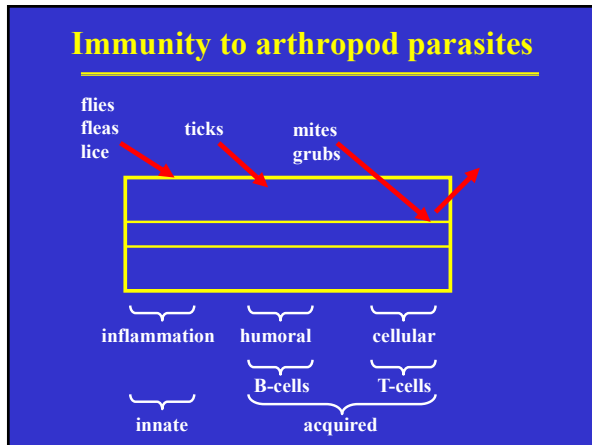 Immunity to arthropod parasites
flies
fleas
lice
ticks
mites
grubs
inflammation humoral cellular
B-cells T-cells
innate acquired